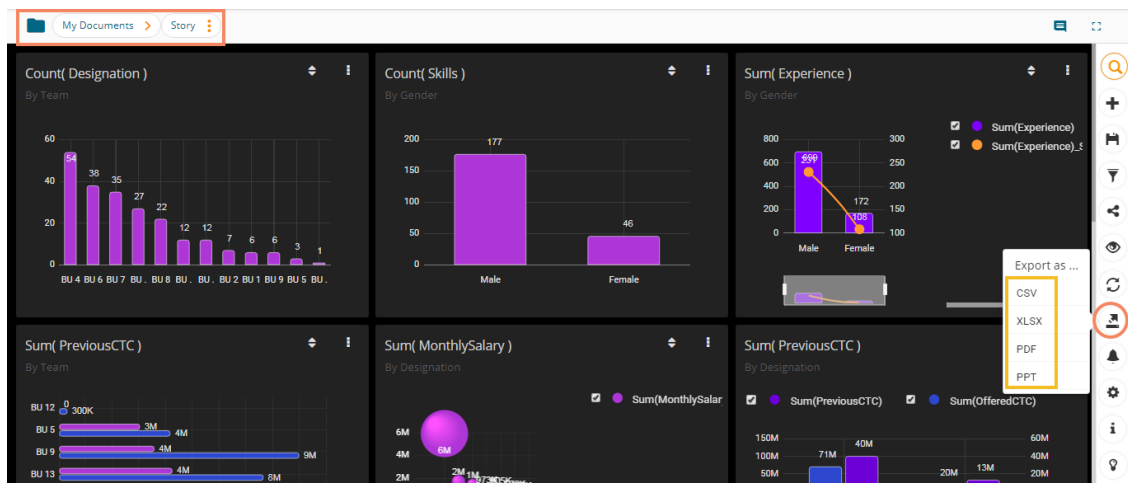 My Documents > Story
Count( Designation )
By Team
60
40
20
0
54
38
35
27
22
12
12
7
6
6
3
1
BU 4 BU 6 BU 7 BU . BU 8 BU . BU . BU 2 BU 1 BU 9 BU 5 BU .
Count( Skills )
By Gender
200
150
100
50
0
177
46
Male Female
Sum( Experience )
By Gender
Sum(Experience)
Sum(Experience)_S
800
600
400
200
0
300
250
200
150
100
172
108
Male Female
Export as ...
CSV
XLSX
PDF
PPT
Sum( PreviousCTC )
By Team
BU 12
0
300K
BU 5
3M
4M
BU 9
4M
9M
BU 13
4M
8M
Sum( MonthlySalary )
By Designation
Sum(MonthlySalar
6M
4M
2M
6M
2M
1M
Sum( PreviousCTC )
By Designation
Sum(PreviousCTC) Sum(OfferedCTC)
150M
100M
50M
71M
40M
20M
13M
60M
40M
20M